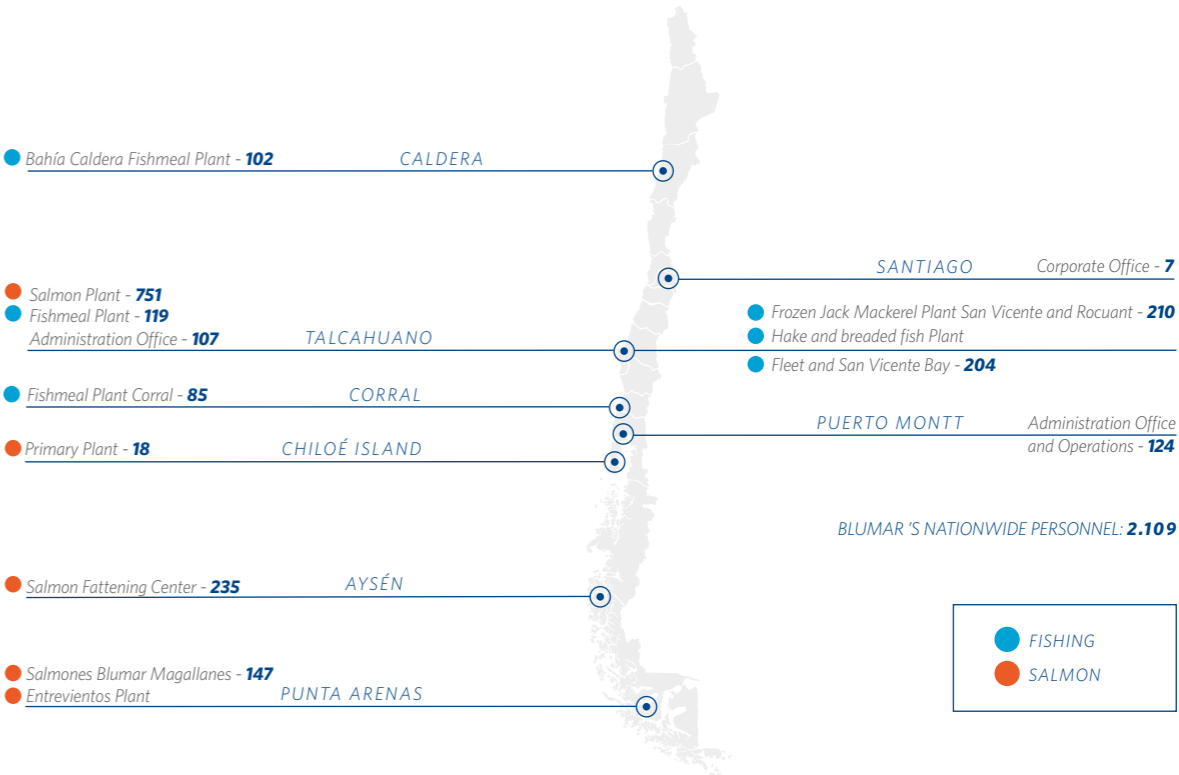 Bahía Caldera Fishmeal Plant - 102
CALDERA
SANTIAGO
Corporate Office - 7
Salmon Plant - 751
Fishmeal Plant - 119
Administration Office - 107
TALCAHUANO
Frozen Jack Mackerel Plant San Vicente and Rocuant - 210
Hake and breaded fish Plant
Fleet and San Vicente Bay - 204
Fishmeal Plant Corral - 85
CORRAL
PUERTO MONTT
Administration Office
and Operations - 124
Primary Plant - 18
CHILOÉ ISLAND
BLUMAR 'S NATIONWIDE PERSONNEL: 2.109
Salmon Fattening Center - 235
AYSÉN
Salmones Blumar Magallanes - 147
Entrevientos Plant
PUNTA ARENAS
FISHING
SALMON